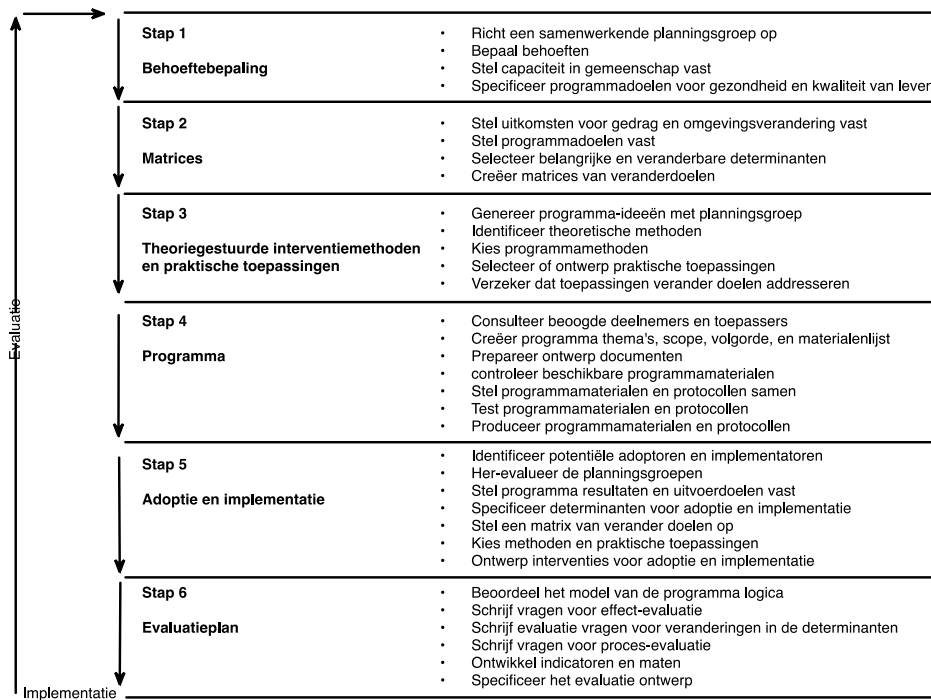 Stap 1
Behoeftebepaling
• Richt een samenwerkende planningsgroep op
• Bepaal behoeften
• Stel capaciteit in gemeenschap vast
• Specificeer programmadoelen voor gezondheid en kwaliteit van leven
Stap 2
Matrices
• Stel uitkomsten voor gedrag en omgevingsverandering vast
• Stel programmadoelen vast
• Selecteer belangrijke en veranderbare determinanten
• Creëer matrices van veranderdoelen
Stap 3
Theoriegestuurde interventiemethoden
en praktische toepassingen
• Genereer programma-ideeën met planningsgroep
• Identificeer theoretische methoden
• Kies programmamethoden
• Selecteer of ontwerp praktische toepassingen
• Verzeker dat toepassingen verander doelen addresseren
Stap 4
Programma
• Consulteer beoogde deelnemers en toepassers
• Creëer programma thema's, scope, volgorde, en materialenlijst
• Prepareer ontwerp documenten
• controleer beschikbare programmamaterialen
• Stel programmamaterialen en protocollen samen
• Test programmamaterialen en protocollen
• Produceer programmamaterialen en protocollen
Stap 5
Adoptie en implementatie
• Identificeer potentiële adoptoren en implementatoren
• Her-evalueer de planningsgroepen
• Stel programma resultaten en uitvoerdoelen vast
• Specificeer determinanten voor adoptie en implementatie
• Stel een matrix van verander doelen op
• Kies methoden en praktische toepassingen
• Ontwerp interventies voor adoptie en implementatie
Stap 6
Evaluatieplan
• Beoordeel het model van de programma logica
• Schrijf vragen voor effect-evaluatie
• Schrijf evaluatie vragen voor veranderingen in de determinanten
• Schrijf vragen voor proces-evaluatie
• Ontwikkel indicatoren en maten
• Specificeer het evaluatie ontwerp
Evaluatie
Implementatie